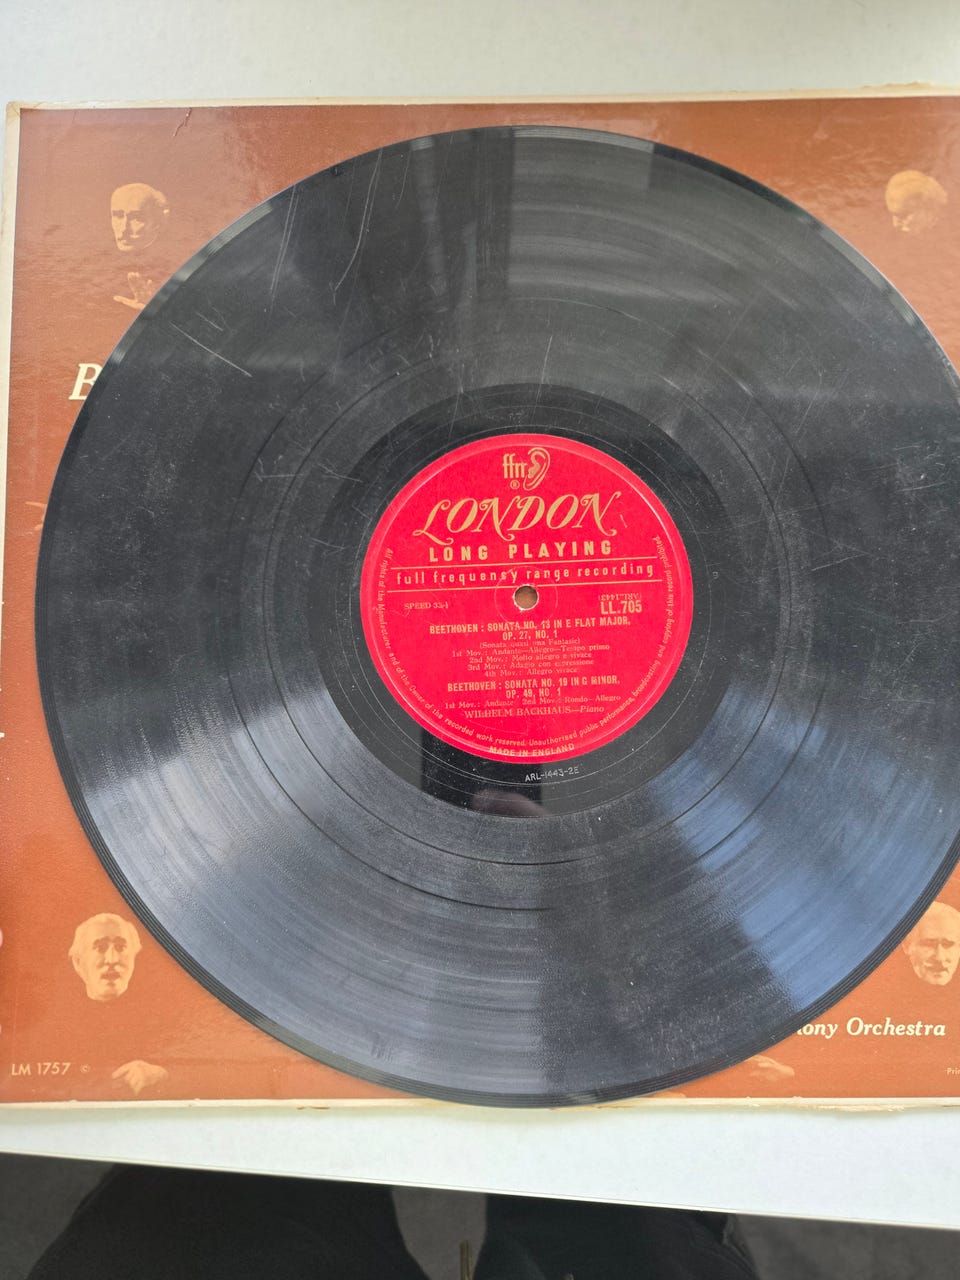 B
ffrr
®
LONDON
LONG PLAYING
full frequency range recording
SPEED 33⅓
(ARL.1443)
LL.705
BEETHOVEN : SONATA NO. 13 IN E FLAT MAJOR,
OP. 27, NO. 1
(Sonata quasi una Fantasie)
1st Mov.: Andante—Allegro—Tempo primo
2nd Mov.: Molto allegro e vivace
3rd Mov.: Adagio con espressione
4th Mov.: Allegro vivace
BEETHOVEN : SONATA NO. 19 IN G MINOR,
OP. 49, NO. 1
1st Mov.: Andante 2nd Mov.: Rondo—Allegro
WILHELM BACKHAUS—Piano
All rights of the Manufacturer and of the Owner of the recorded work reserved. Unauthorised public performance, broadcasting and copying of this record prohibited
MADE IN ENGLAND
ARL-1443-2E
ony Orchestra
LM 1757 ©
Prin